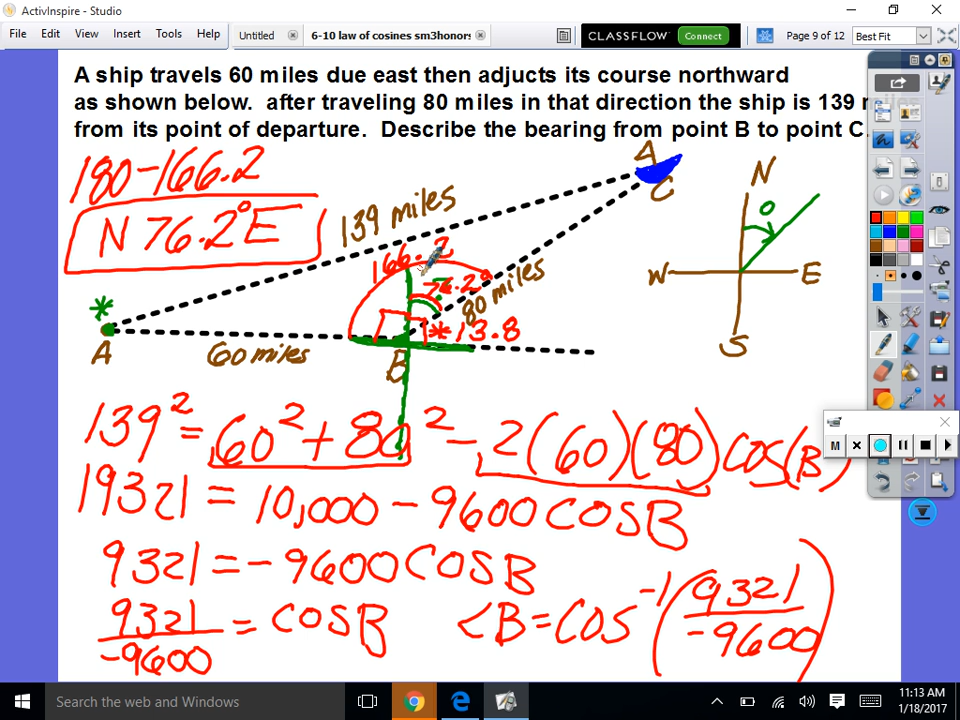 ActivInspire - Studio
File Edit View Insert Tools Help
Untitled
6-10 law of cosines sm3honors
CLASSFLOW Connect
Page 9 of 12
Best Fit
A ship travels 60 miles due east then adjucts its course northward
as shown below. after traveling 80 miles in that direction the ship is 139
from its point of departure. Describe the bearing from point B to point C.
180-166.2
N 76.2°E
139 miles
A
C
N
O
W
E
S
166.2
76.2°
80 miles
*13.8
*
A
60 miles
B
139² = 60² + 80² - 2(60)(80) cos(B)
19321 = 10,000 - 9600 COSB
9321 = -9600 COSB
9321/-9600 = COSB
<B = COS⁻¹(9321/-9600)
M
Search the web and Windows
11:13 AM
1/18/2017